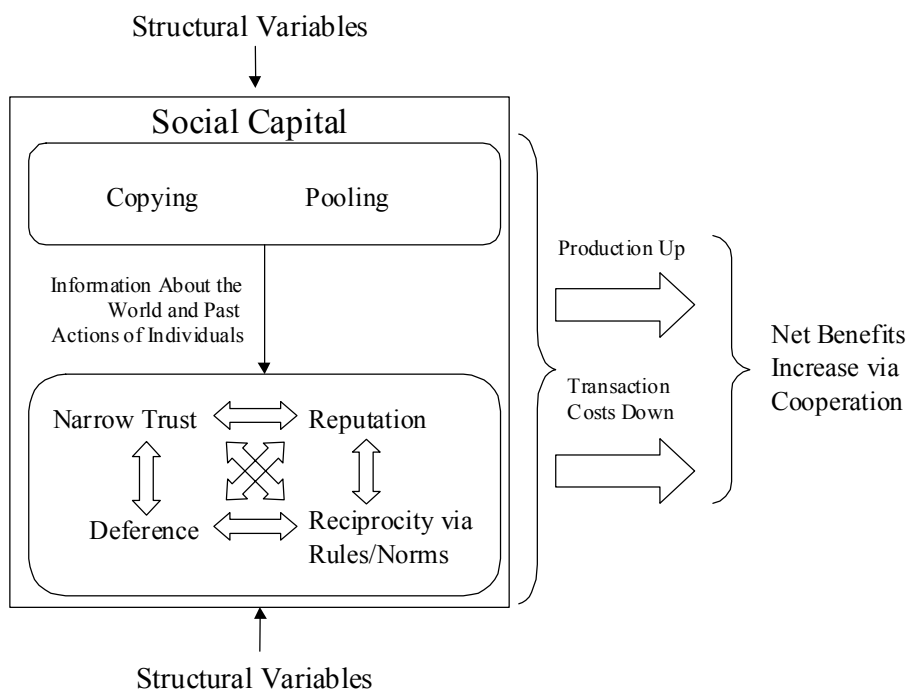 Structural Variables
Social Capital
Copying
Pooling
Information About the
World and Past
Actions of Individuals
Narrow Trust
Reputation
Deference
Reciprocity via
Rules/Norms
Production Up
Transaction
Costs Down
Net Benefits
Increase via
Cooperation
Structural Variables